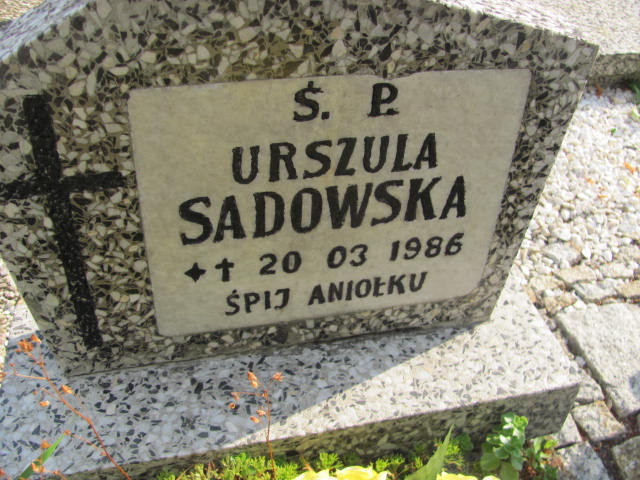 Ś. P.
URSZULA
SADOWSKA
✦ † 20 03 1986
ŚPIJ ANIOŁKU